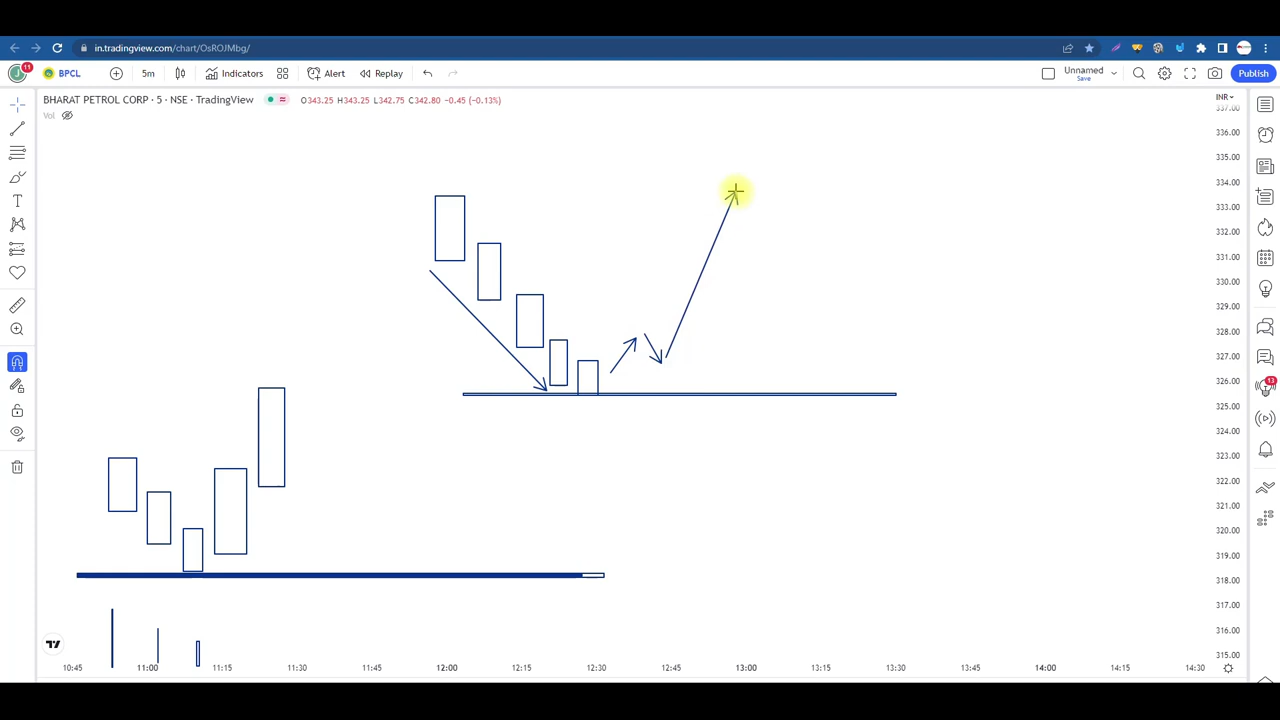 in.tradingview.com/chart/OsROJMbg/
11
BPCL
5m
Indicators
Alert
Replay
Unnamed
Save
Publish
BHARAT PETROL CORP · 5 · NSE · TradingView
O343.25 H343.25 L342.75 C342.80 −0.45 (−0.13%)
INR
Vol
337.00
336.00
335.00
334.00
333.00
332.00
331.00
330.00
329.00
328.00
327.00
326.00
325.00
324.00
323.00
322.00
321.00
320.00
319.00
318.00
317.00
316.00
315.00
13
10:45 11:00 11:15 11:30 11:45 12:00 12:15 12:30 12:45 13:00 13:15 13:30 13:45 14:00 14:15 14:30